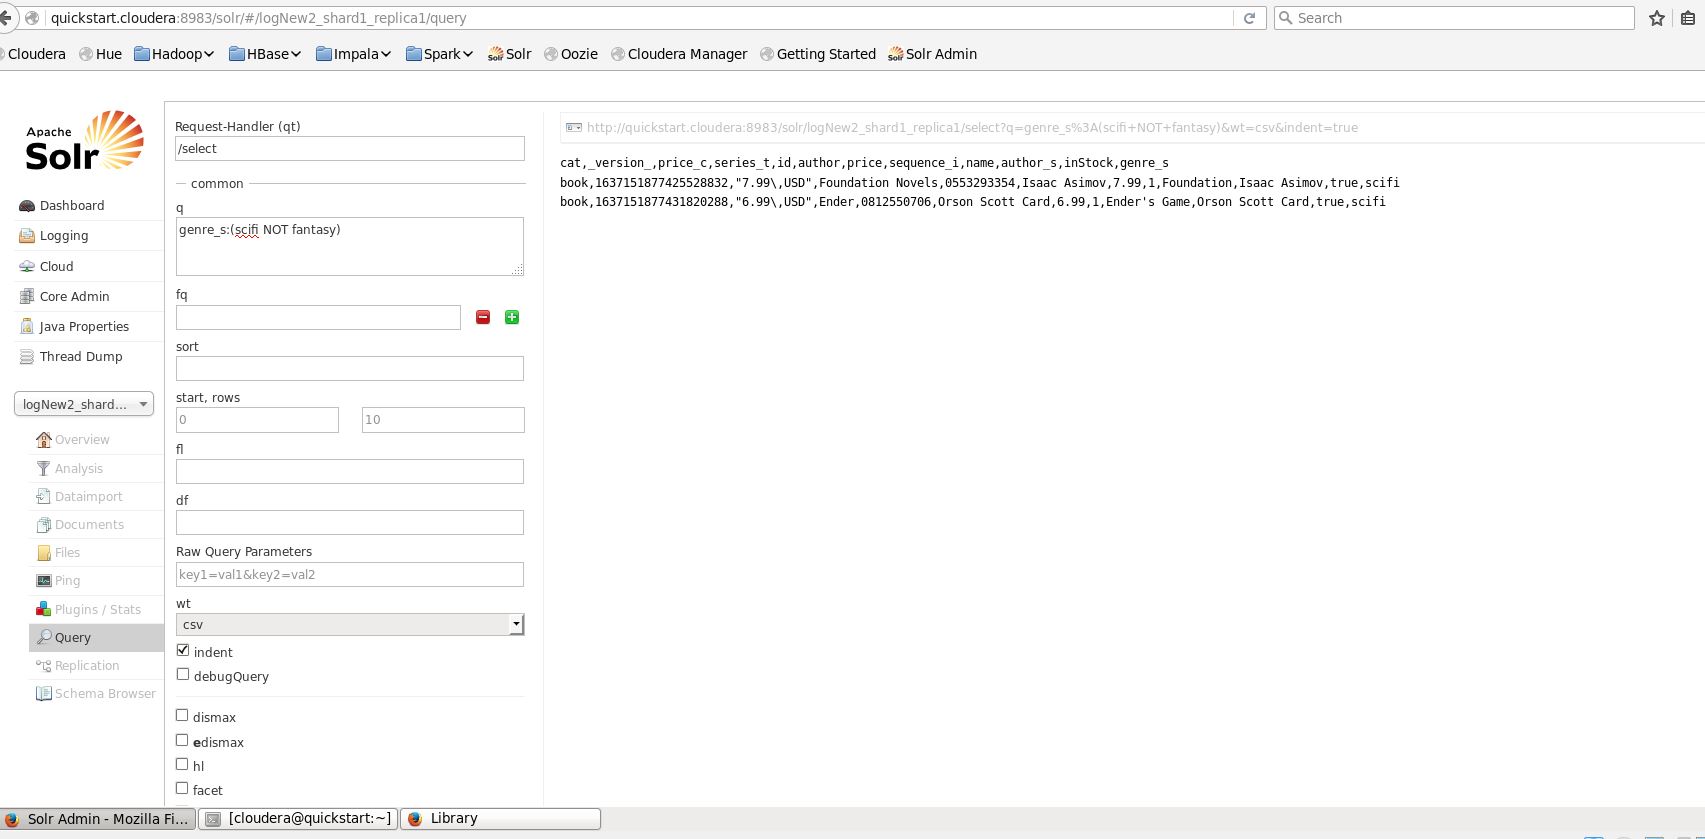 quickstart.cloudera:8983/solr/#/logNew2_shard1_replica1/query
Search
Cloudera Hue Hadoop HBase Impala Spark Solr Oozie Cloudera Manager Getting Started Solr Admin
Apache
Solr
Dashboard
Logging
Cloud
Core Admin
Java Properties
Thread Dump
logNew2_shard...
Overview
Analysis
Dataimport
Documents
Files
Ping
Plugins / Stats
Query
Replication
Schema Browser
Request-Handler (qt)
/select
common
q
genre_s:(scifi NOT fantasy)
fq
sort
start, rows
0 10
fl
df
Raw Query Parameters
key1=val1&key2=val2
wt
csv
indent
debugQuery
dismax
edismax
hl
facet
http://quickstart.cloudera:8983/solr/logNew2_shard1_replica1/select?q=genre_s%3A(scifi+NOT+fantasy)&wt=csv&indent=true
cat,_version_,price_c,series_t,id,author,price,sequence_i,name,author_s,inStock,genre_s
book,1637151877425528832,"7.99\,USD",Foundation Novels,0553293354,Isaac Asimov,7.99,1,Foundation,Isaac Asimov,true,scifi
book,1637151877431820288,"6.99\,USD",Ender,0812550706,Orson Scott Card,6.99,1,Ender's Game,Orson Scott Card,true,scifi
Solr Admin - Mozilla Fi... [cloudera@quickstart:~] Library